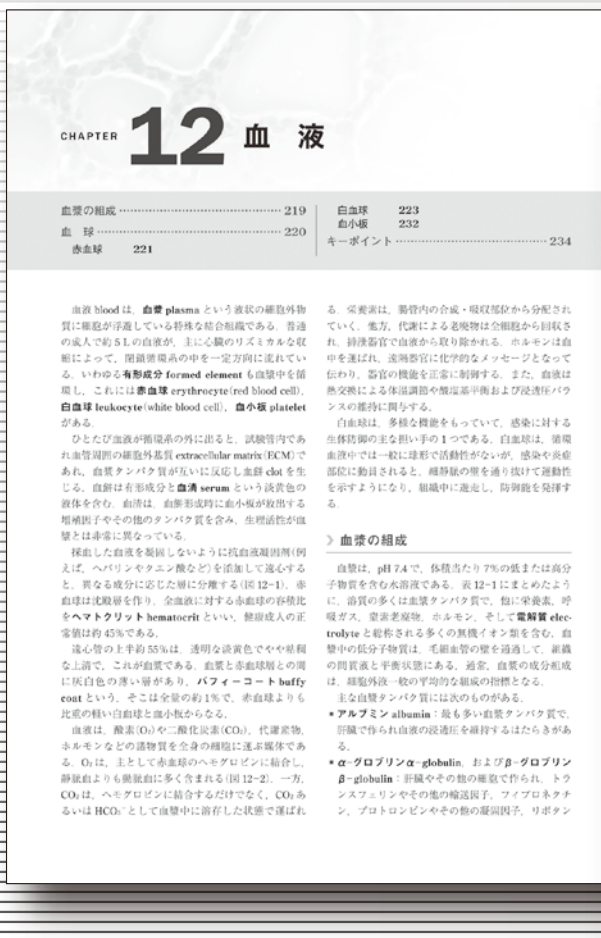 CHAPTER 12 血 液
血漿の組成 219
血 球 220
赤血球 221
白血球 223
血小板 232
キーポイント 234
血液 blood は，血漿 plasma という液状の細胞外物
質に細胞が浮遊している特殊な結合組織である．普通
の成人で約 5 L の血液が，主に心臓のリズミカルな収
縮によって，閉鎖循環系の中を一定方向に流れてい
る．いわゆる有形成分 formed element も血漿中を循
環し，これには赤血球 erythrocyte(red blood cell)，
白血球 leukocyte(white blood cell)，血小板 platelet
がある．
ひとたび血液が循環系の外に出ると，試験管内であ
れ血管周囲の細胞外基質 extracellular matrix(ECM)で
あれ，血漿タンパク質が互いに反応し血餅 clot を生
じる．血餅は有形成分と血清 serum という淡黄色の
液体を含む．血清は，血餅形成時に血小板が放出する
増殖因子やその他のタンパク質を含み，生理活性が血
漿とは非常に異なっている．
採血した血液を凝固しないように抗血液凝固剤(例
えば，ヘパリンやクエン酸など)を添加して遠心する
と，異なる成分に応じた層に分離する(図 12-1)．赤
血球は沈殿層を作り，全血液に対する赤血球の容積比
をヘマトクリット hematocrit といい，健康成人の正
常値は約 45％である．
遠心管の上半約 55％は，透明な淡黄色でやや粘稠
な上清で，これが血漿である．血漿と赤血球層との間
に灰白色の薄い層があり，バフィーコート buffy
coat という．そこは全量の約 1％で，赤血球よりも
比重の軽い白血球と血小板からなる．
血液は，酸素(O₂)や二酸化炭素(CO₂)，代謝産物，
ホルモンなどの諸物質を全身の細胞に運ぶ媒体であ
る．O₂は，主として赤血球のヘモグロビンに結合し，
静脈血よりも動脈血に多く含まれる(図 12-2)．一方，
CO₂は，ヘモグロビンに結合するだけでなく，CO₂あ
るいは HCO₃⁻として血漿中に溶存した状態で運ばれ
る．栄養素は，腸管内の合成・吸収部位から分配され
ていく．他方，代謝による老廃物は全細胞から回収さ
れ，排泄器官で血液から取り除かれる．ホルモンは血
中を運ばれ，遠隔器官に化学的なメッセージとなって
伝わり，器官の機能を正常に制御する．また，血液は
熱交換による体温調節や酸塩基平衡および浸透圧バラ
ンスの維持に関与する．
白血球は，多様な機能をもっていて，感染に対する
生体防御の主な担い手の 1 つである．白血球は，循環
血液中では一般に球形で活動性がないが，感染や炎症
部位に動員されると，細静脈の壁を通り抜けて運動性
を示すようになり，組織中に遊走し，防御能を発揮す
る．
血漿の組成
血漿は，pH 7.4 で，体積当たり 7％の低または高分
子物質を含む水溶液である．表 12-1 にまとめたよう
に，溶質の多くは血漿タンパク質で，他に栄養素，呼
吸ガス，窒素老廃物，ホルモン，そして電解質 elec-
trolyte と総称される多くの無機イオン類を含む．血
漿中の低分子物質は，毛細血管の壁を通過して，組織
の間質液と平衡状態にある．通常，血漿の成分組成
は，細胞外液一般の平均的な組成の指標となる．
主な血漿タンパク質には次のものがある．
• アルブミン albumin：最も多い血漿タンパク質で，
肝臓で作られ血液の浸透圧を維持するはたらきがあ
る．
• α-グロブリン α-globulin，および β-グロブリン
β-globulin：肝臓やその他の細胞で作られ，トラ
ンスフェリンやその他の輸送因子，フィブロネクチ
ン，プロトロンビンやその他の凝固因子，リポタン